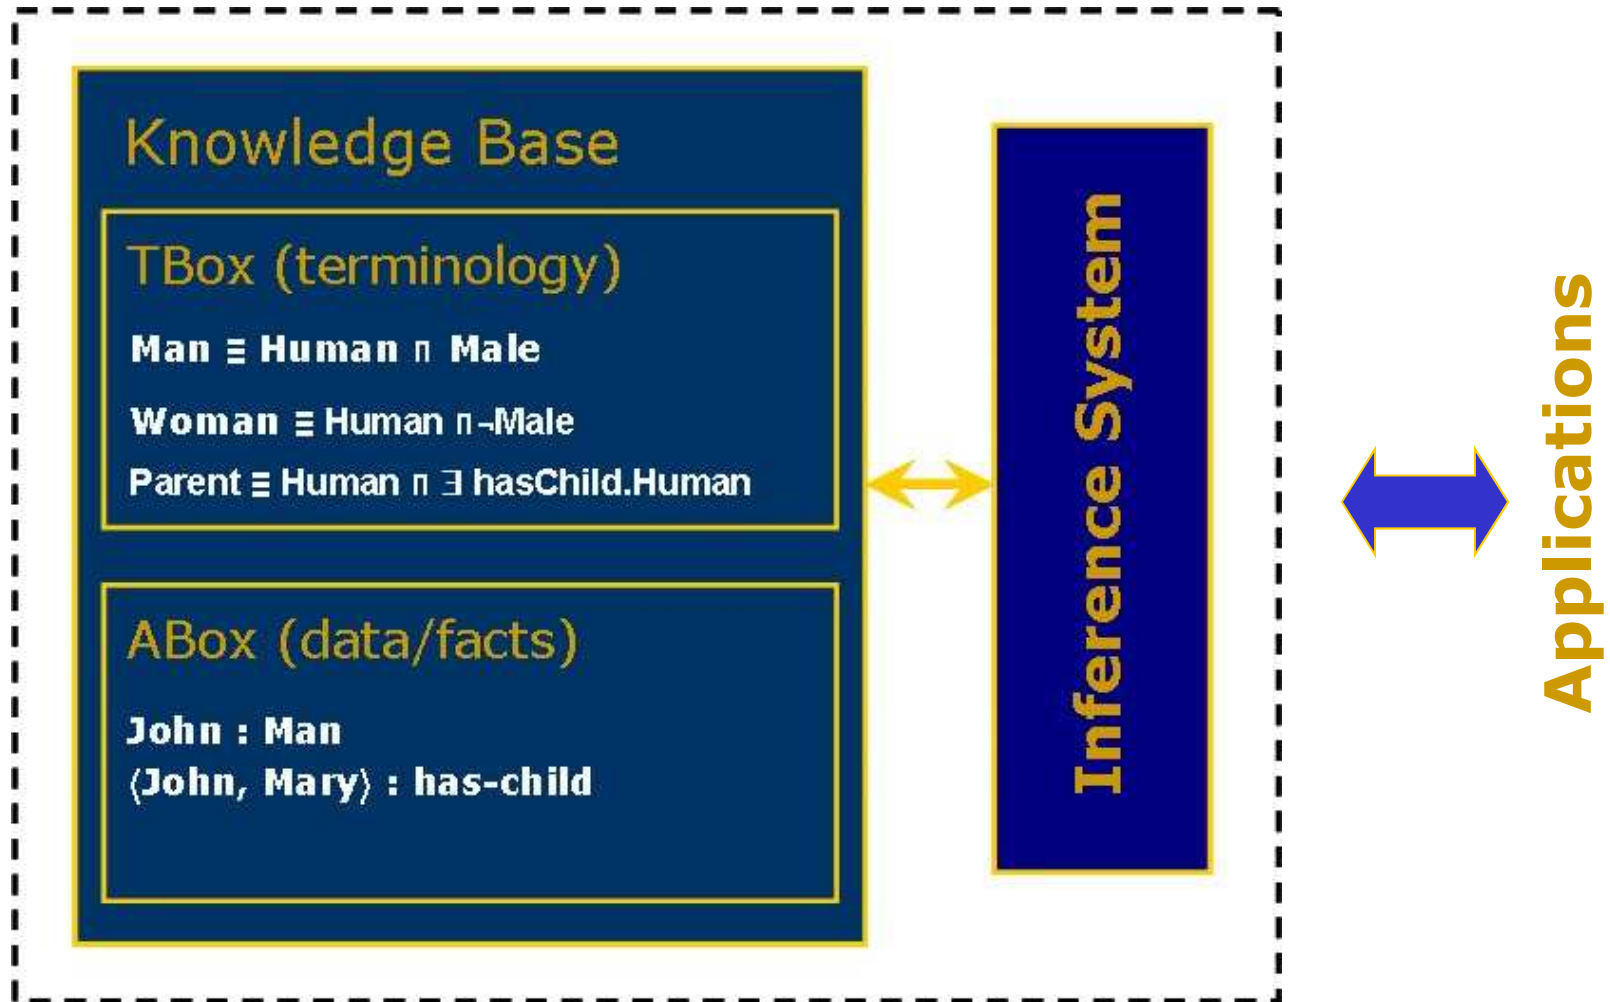 Knowledge Base
TBox (terminology)
Man ≡ Human ⊓ Male
Woman ≡ Human ⊓ ¬Male
Parent ≡ Human ⊓ ∃ hasChild.Human
ABox (data/facts)
John : Man
⟨John, Mary⟩ : has-child
Inference System
Applications